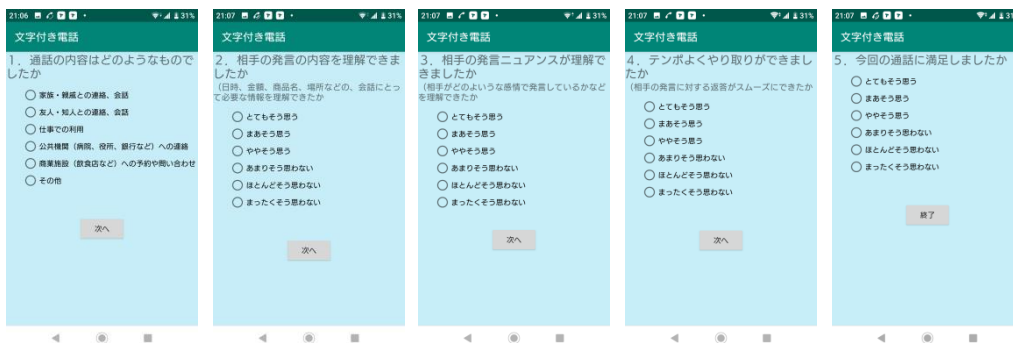 21:06
31%
文字付き電話
1．通話の内容はどのようなもので
したか
家族・親戚との連絡、会話
友人・知人との連絡、会話
仕事での利用
公共機関（病院、役所、銀行など）への連絡
商業施設（飲食店など）への予約や問い合わせ
その他
次へ
21:07
31%
文字付き電話
2．相手の発言の内容を理解できま
したか
（日時、金額、商品名、場所などの、会話にとっ
て必要な情報を理解できたか
とてもそう思う
まあそう思う
ややそう思う
あまりそう思わない
ほとんどそう思わない
まったくそう思わない
次へ
21:07
31%
文字付き電話
3．相手の発言ニュアンスが理解で
きましたか
（相手がどのよいうな感情で発言しているかなど
を理解できたか
とてもそう思う
まあそう思う
ややそう思う
あまりそう思わない
ほとんどそう思わない
まったくそう思わない
次へ
21:07
31%
文字付き電話
4．テンポよくやり取りができまし
たか
（相手の発言に対する返答がスムーズにできたか
とてもそう思う
まあそう思う
ややそう思う
あまりそう思わない
ほとんどそう思わない
まったくそう思わない
次へ
21:07
31
文字付き電話
5．今回の通話に満足しましたか
とてもそう思う
まあそう思う
ややそう思う
あまりそう思わない
ほとんどそう思わない
まったくそう思わない
終了